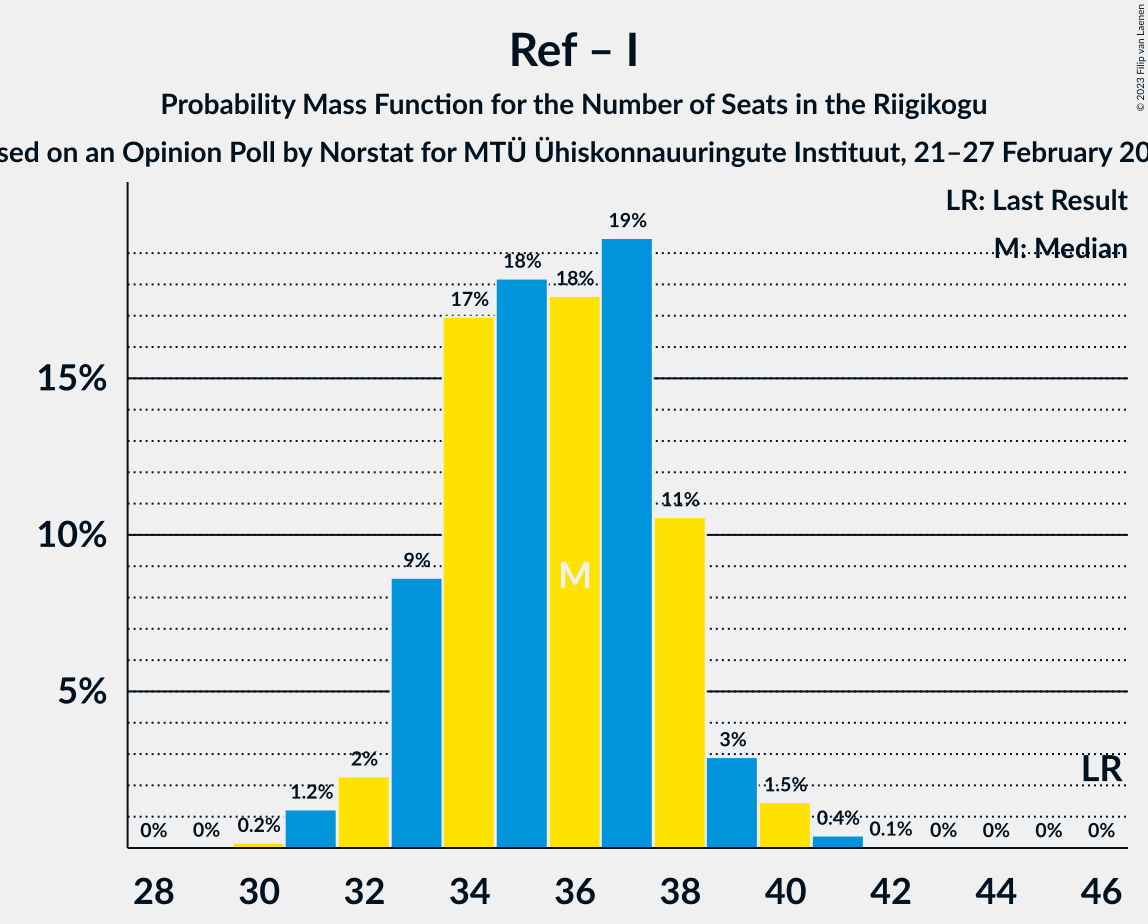 Ref – I
Probability Mass Function for the Number of Seats in the Riigikogu
sed on an Opinion Poll by Norstat for MTÜ Ühiskonnauuringute Instituut, 21–27 February 20
© 2023 Filip van Laenen
LR: Last Result
M: Median
15%
10%
5%
0% 0% 0.2% 1.2% 2% 9% 17% 18% 18% 19% 11% 3% 1.5% 0.4% 0.1% 0% 0% 0% 0%
M
LR
28 30 32 34 36 38 40 42 44 46